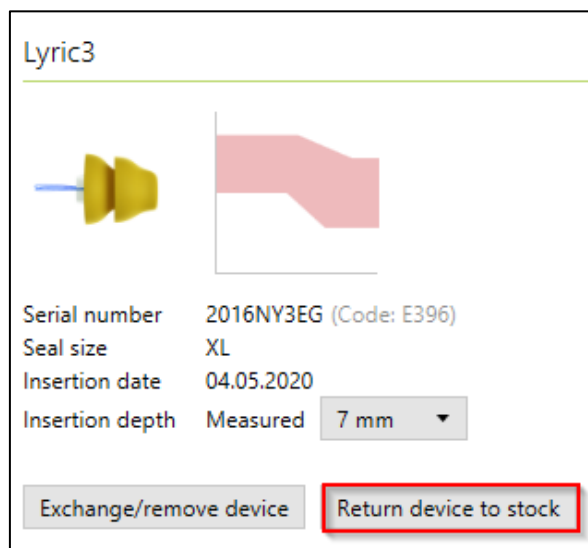 Lyric3
Serial number 2016NY3EG (Code: E396)
Seal size XL
Insertion date 04.05.2020
Insertion depth Measured 7 mm
Exchange/remove device Return device to stock